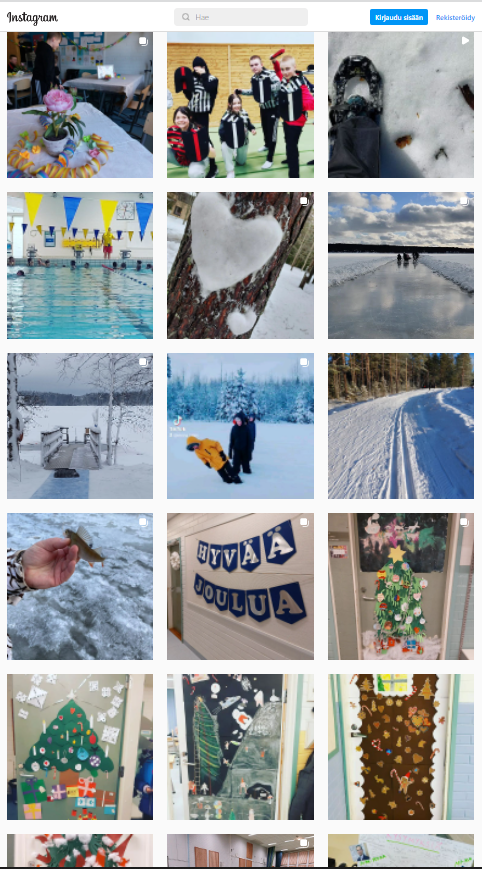 Instagram
Hae
Kirjaudu sisään
Rekisteröidy
HYVÄÄ
JOULUA